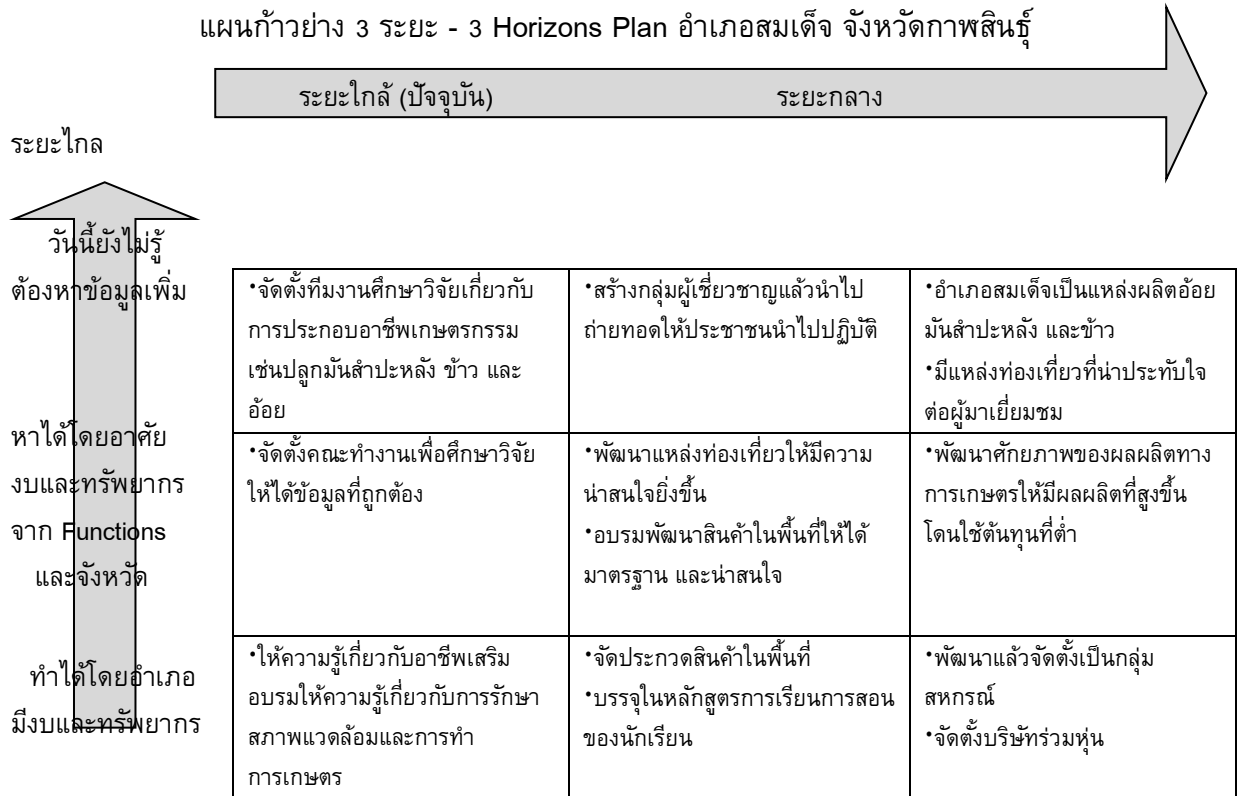 แผนก้าวย่าง 3 ระยะ - 3 Horizons Plan อำเภอสมเด็จ จังหวัดกาฬสินธุ์
ระยะใกล้ (ปัจจุบัน) ระยะกลาง
ระยะไกล
วันนี้ยังไม่รู้
ต้องหาข้อมูลเพิ่ม
•จัดตั้งทีมงานศึกษาวิจัยเกี่ยวกับ
การประกอบอาชีพเกษตรกรรม
เช่นปลูกมันสำปะหลัง ข้าว และ
อ้อย
•สร้างกลุ่มผู้เชี่ยวชาญแล้วนำไป
ถ่ายทอดให้ประชาชนนำไปปฏิบัติ
•อำเภอสมเด็จเป็นแหล่งผลิตอ้อย
มันสำปะหลัง และข้าว
•มีแหล่งท่องเที่ยวที่น่าประทับใจ
ต่อผู้มาเยี่ยมชม
หาได้โดยอาศัย
งบและทรัพยากร
จาก Functions
และจังหวัด
•จัดตั้งคณะทำงานเพื่อศึกษาวิจัย
ให้ได้ข้อมูลที่ถูกต้อง
•พัฒนาแหล่งท่องเที่ยวให้มีความ
น่าสนใจยิ่งขึ้น
•อบรมพัฒนาสินค้าในพื้นที่ให้ได้
มาตรฐาน และน่าสนใจ
•พัฒนาศักยภาพของผลผลิตทาง
การเกษตรให้มีผลผลิตที่สูงขึ้น
โดนใช้ต้นทุนที่ต่ำ
ทำได้โดยอำเภอ
มีงบและทรัพยากร
•ให้ความรู้เกี่ยวกับอาชีพเสริม
อบรมให้ความรู้เกี่ยวกับการรักษา
สภาพแวดล้อมและการทำ
การเกษตร
•จัดประกวดสินค้าในพื้นที่
•บรรจุในหลักสูตรการเรียนการสอน
ของนักเรียน
•พัฒนาแล้วจัดตั้งเป็นกลุ่ม
สหกรณ์
•จัดตั้งบริษัทร่วมหุ่น